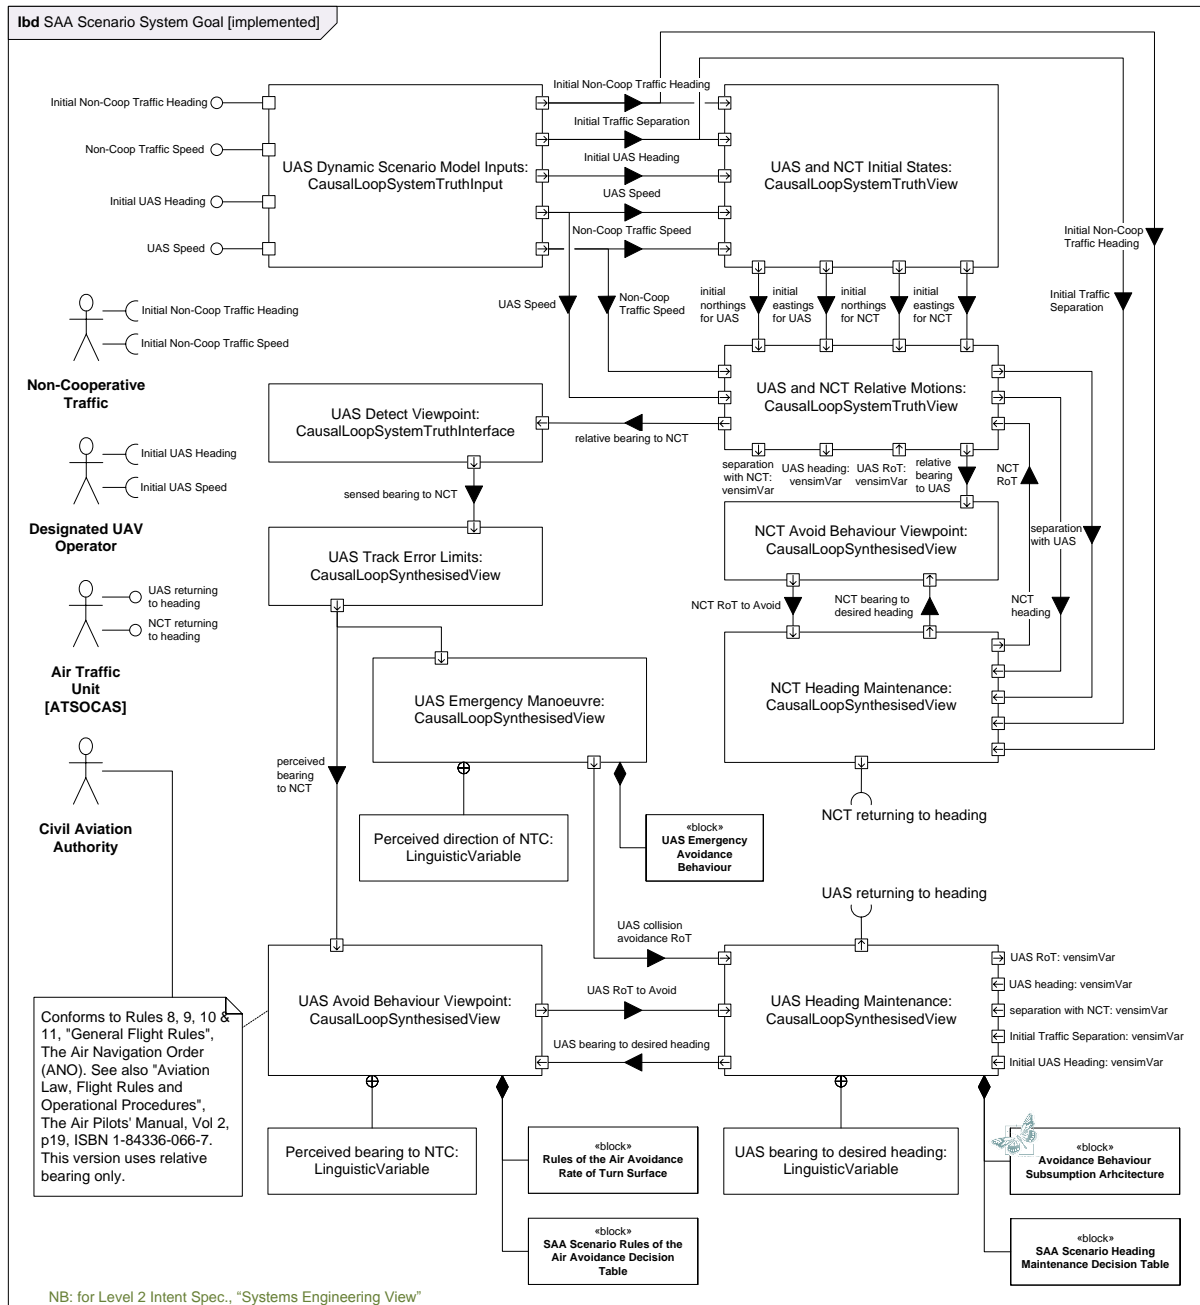 Ibd SAA Scenario System Goal [implemented]
Initial Non-Coop Traffic Heading
Non-Coop Traffic Speed
Initial UAS Heading
UAS Speed
UAS Dynamic Scenario Model Inputs:
CausalLoopSystemTruthInput
Initial Non-Coop Traffic Heading
Initial Traffic Separation
Initial UAS Heading
UAS Speed
Non-Coop Traffic Speed
UAS and NCT Initial States:
CausalLoopSystemTruthView
Initial Non-Coop
Traffic Heading
Initial Traffic
Separation
UAS Speed
Non-Coop
Traffic Speed
initial
northings
for UAS
initial
eastings
for UAS
initial
northings
for NCT
initial
eastings
for NCT
Initial Non-Coop Traffic Heading
Initial Non-Coop Traffic Speed
Non-Cooperative
Traffic
UAS Detect Viewpoint:
CausalLoopSystemTruthInterface
relative bearing to NCT
UAS and NCT Relative Motions:
CausalLoopSystemTruthView
Initial UAS Heading
Initial UAS Speed
Designated UAV
Operator
sensed bearing to NCT
separation
with NCT:
vensimVar
UAS heading:
vensimVar
UAS RoT:
vensimVar
relative
bearing
to UAS
NCT
RoT
separation
with UAS
UAS Track Error Limits:
CausalLoopSynthesisedView
NCT Avoid Behaviour Viewpoint:
CausalLoopSynthesisedView
UAS returning
to heading
NCT returning
to heading
Air Traffic
Unit
[ATSOCAS]
NCT RoT to Avoid
NCT bearing to
desired heading
NCT
heading
UAS Emergency Manoeuvre:
CausalLoopSynthesisedView
NCT Heading Maintenance:
CausalLoopSynthesisedView
perceived
bearing
to NCT
Civil Aviation
Authority
Perceived direction of NTC:
LinguisticVariable
«block»
UAS Emergency
Avoidance
Behaviour
NCT returning to heading
UAS returning to heading
UAS collision
avoidance RoT
UAS Avoid Behaviour Viewpoint:
CausalLoopSynthesisedView
UAS RoT to Avoid
UAS bearing to desired heading
UAS Heading Maintenance:
CausalLoopSynthesisedView
UAS RoT: vensimVar
UAS heading: vensimVar
separation with NCT: vensimVar
Initial Traffic Separation: vensimVar
Initial UAS Heading: vensimVar
Conforms to Rules 8, 9, 10 &
11, "General Flight Rules",
The Air Navigation Order
(ANO). See also "Aviation
Law, Flight Rules and
Operational Procedures",
The Air Pilots' Manual, Vol 2,
p19, ISBN 1-84336-066-7.
This version uses relative
bearing only.
Perceived bearing to NTC:
LinguisticVariable
«block»
Rules of the Air Avoidance
Rate of Turn Surface
UAS bearing to desired heading:
LinguisticVariable
«block»
Avoidance Behaviour
Subsumption Arhcitecture
«block»
SAA Scenario Rules of the
Air Avoidance Decision
Table
«block»
SAA Scenario Heading
Maintenance Decision Table
NB: for Level 2 Intent Spec., “Systems Engineering View”